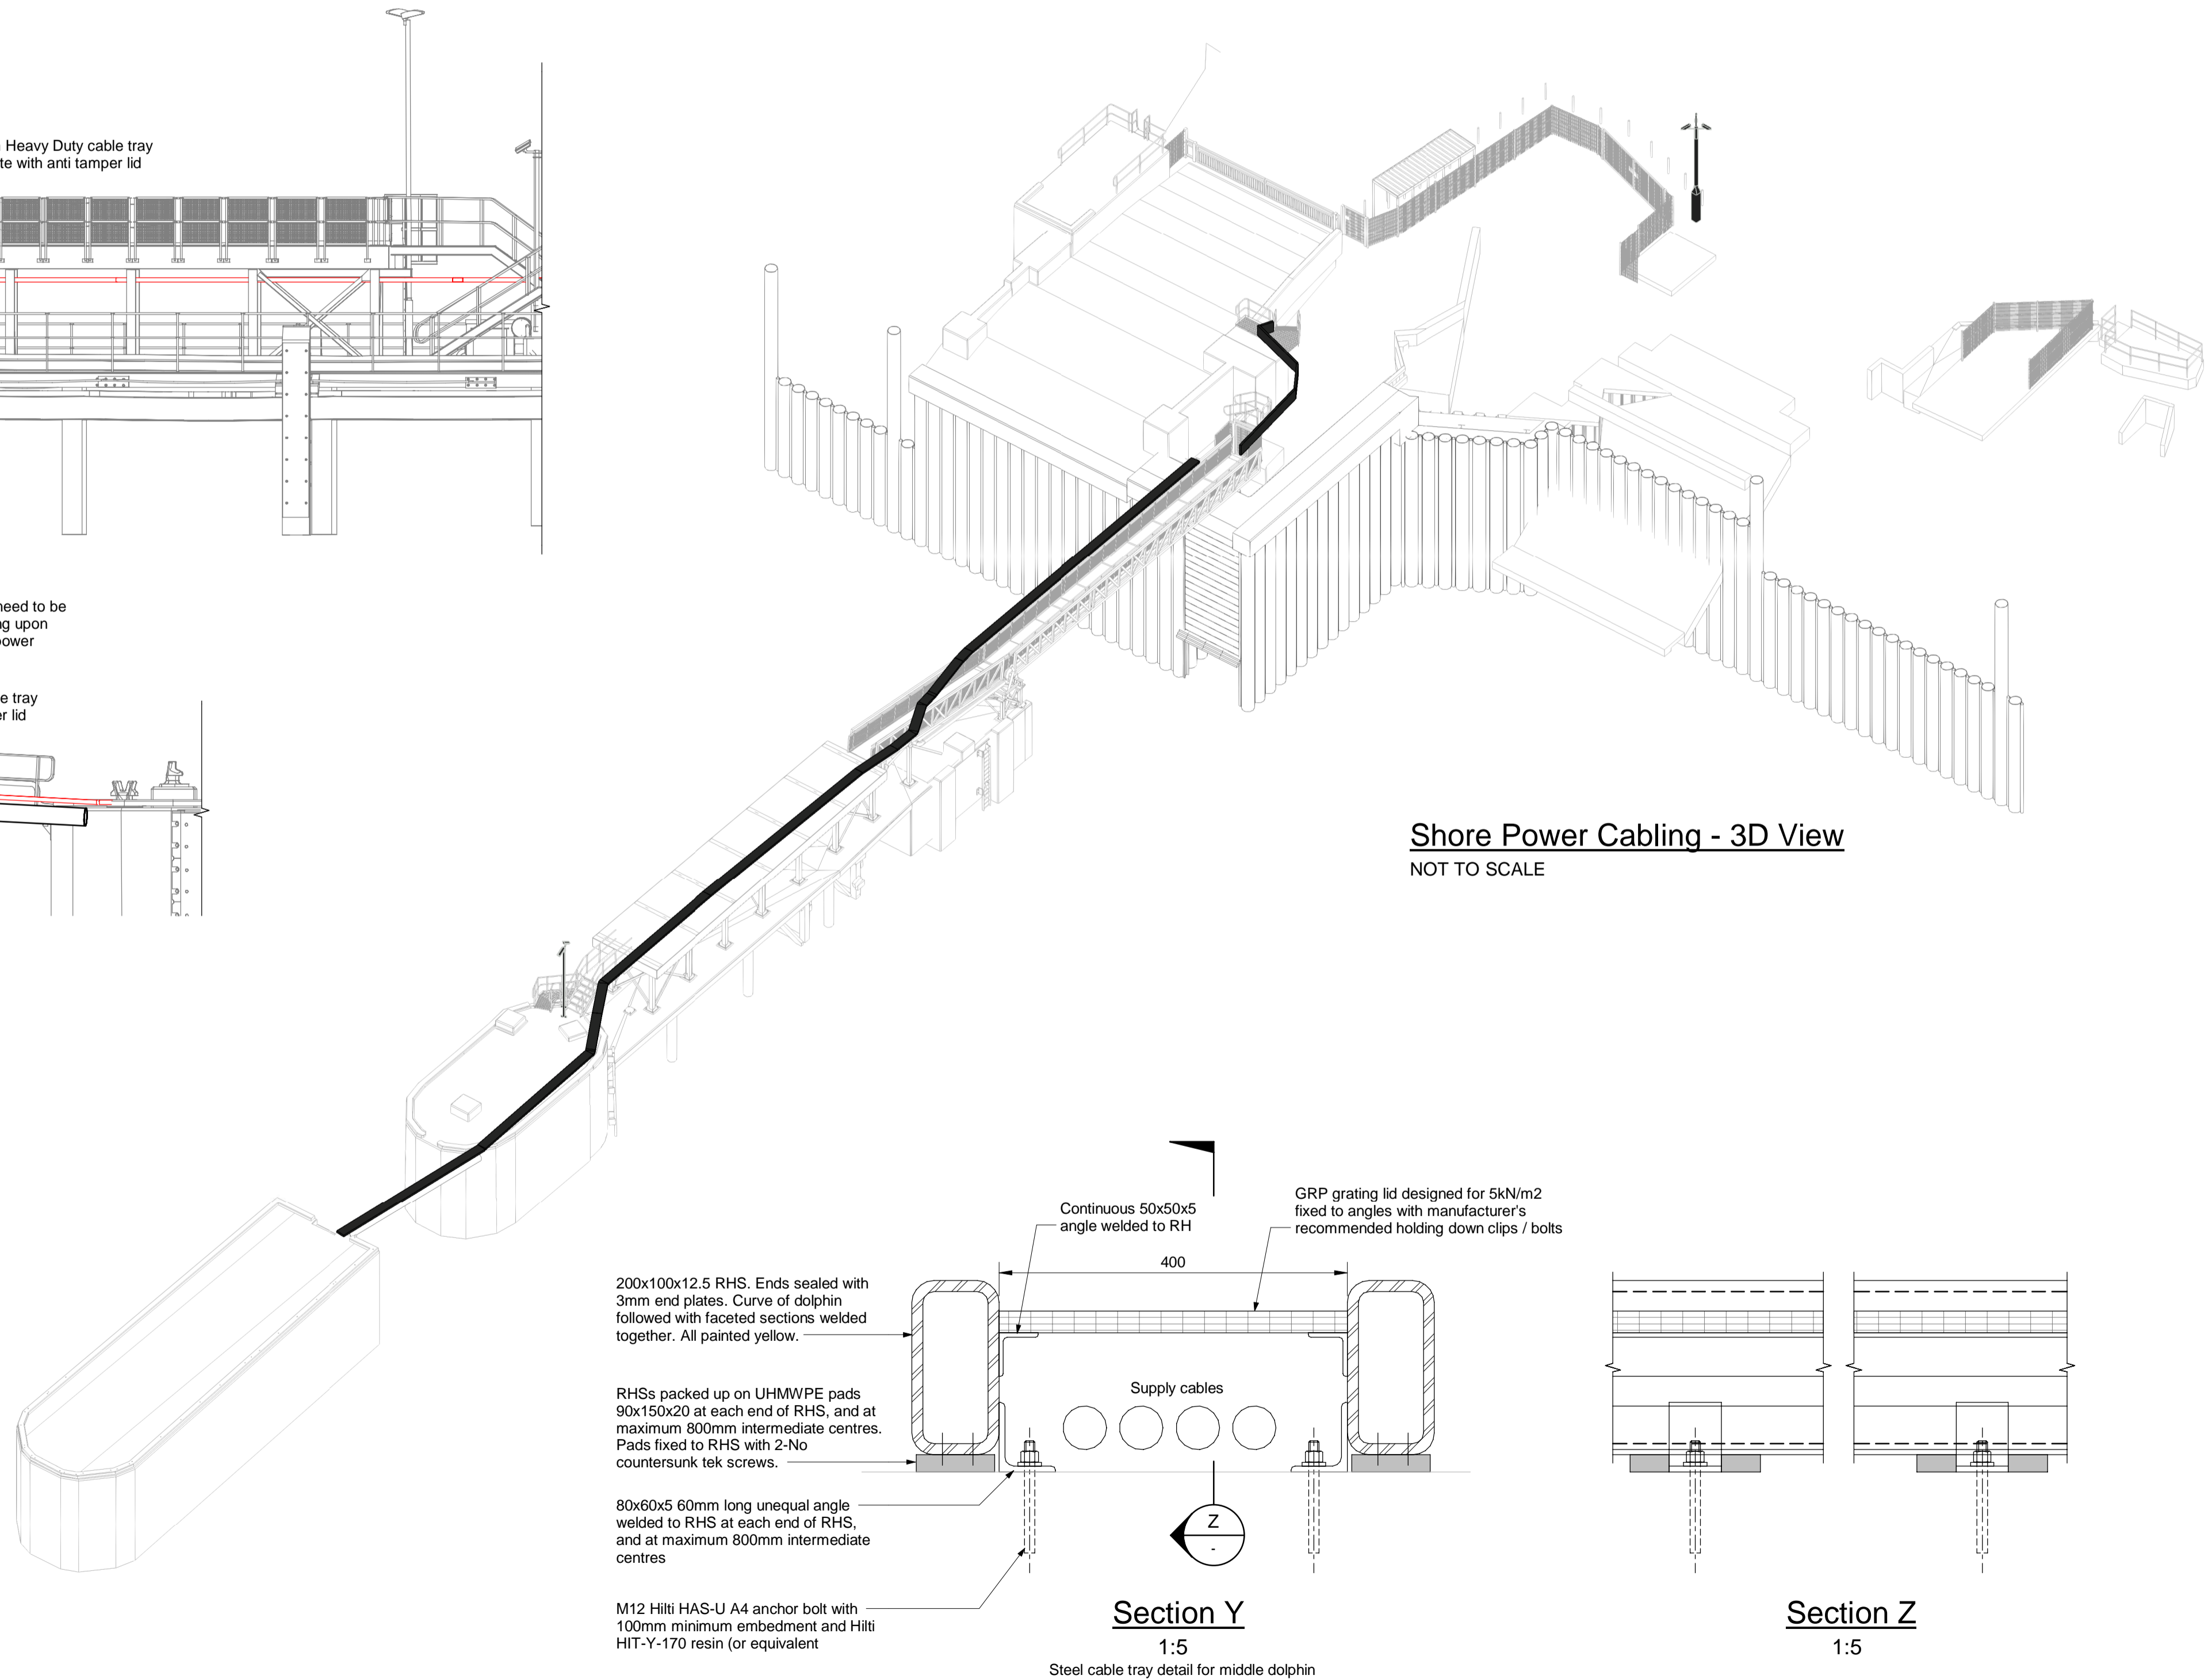 Heavy Duty cable tray
te with anti tamper lid
need to be
ng upon
power
e tray
er lid
Shore Power Cabling - 3D View
NOT TO SCALE
Continuous 50x50x5
angle welded to RH
GRP grating lid designed for 5kN/m2
fixed to angles with manufacturer's
recommended holding down clips / bolts
400
200x100x12.5 RHS. Ends sealed with
3mm end plates. Curve of dolphin
followed with faceted sections welded
together. All painted yellow.
Supply cables
RHSs packed up on UHMWPE pads
90x150x20 at each end of RHS, and at
maximum 800mm intermediate centres.
Pads fixed to RHS with 2-No
countersunk tek screws.
80x60x5 60mm long unequal angle
welded to RHS at each end of RHS,
and at maximum 800mm intermediate
centres
Z
-
M12 Hilti HAS-U A4 anchor bolt with
100mm minimum embedment and Hilti
HIT-Y-170 resin (or equivalent
Section Y
1:5
Steel cable tray detail for middle dolphin
Section Z
1:5